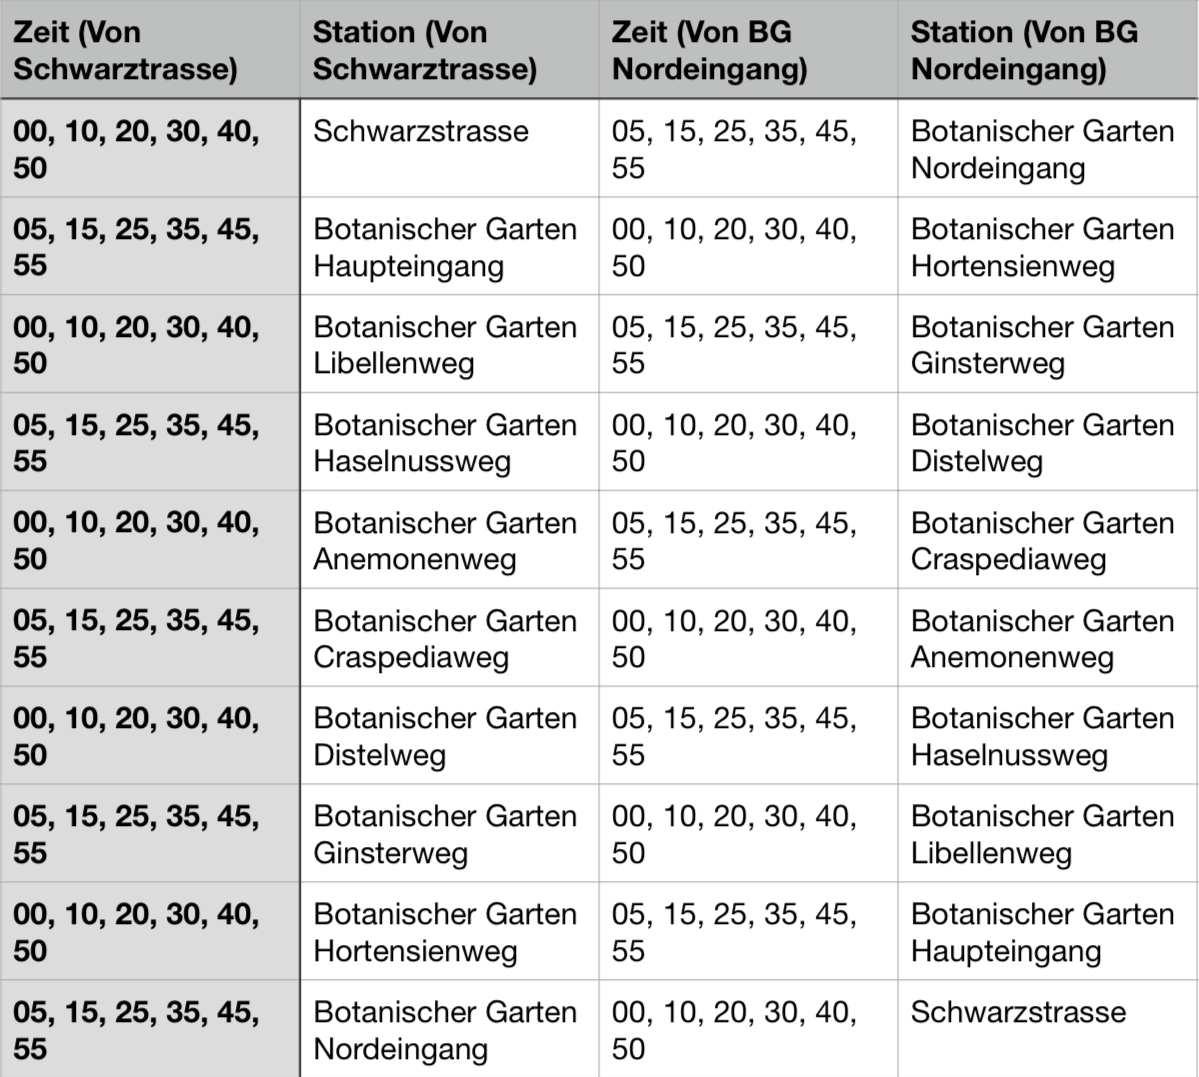 Zeit (Von
Schwarztrasse)
Station (Von
Schwarztrasse)
Zeit (Von BG
Nordeingang)
Station (Von BG
Nordeingang)
00, 10, 20, 30, 40,
50
Schwarzstrasse
05, 15, 25, 35, 45,
55
Botanischer Garten
Nordeingang
05, 15, 25, 35, 45,
55
Botanischer Garten
Haupteingang
00, 10, 20, 30, 40,
50
Botanischer Garten
Hortensienweg
00, 10, 20, 30, 40,
50
Botanischer Garten
Libellenweg
05, 15, 25, 35, 45,
55
Botanischer Garten
Ginsterweg
05, 15, 25, 35, 45,
55
Botanischer Garten
Haselnussweg
00, 10, 20, 30, 40,
50
Botanischer Garten
Distelweg
00, 10, 20, 30, 40,
50
Botanischer Garten
Anemonenweg
05, 15, 25, 35, 45,
55
Botanischer Garten
Craspediaweg
05, 15, 25, 35, 45,
55
Botanischer Garten
Craspediaweg
00, 10, 20, 30, 40,
50
Botanischer Garten
Anemonenweg
00, 10, 20, 30, 40,
50
Botanischer Garten
Distelweg
05, 15, 25, 35, 45,
55
Botanischer Garten
Haselnussweg
05, 15, 25, 35, 45,
55
Botanischer Garten
Ginsterweg
00, 10, 20, 30, 40,
50
Botanischer Garten
Libellenweg
00, 10, 20, 30, 40,
50
Botanischer Garten
Hortensienweg
05, 15, 25, 35, 45,
55
Botanischer Garten
Haupteingang
05, 15, 25, 35, 45,
55
Botanischer Garten
Nordeingang
00, 10, 20, 30, 40,
50
Schwarzstrasse